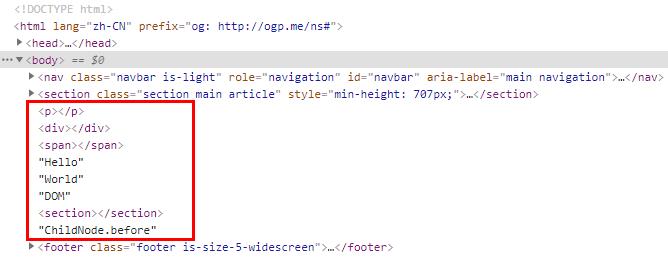 <!DOCTYPE html>
<html lang="zh-CN" prefix="og: http://ogp.me/ns#">
<head>…</head>
<body> == $0
<nav class="navbar is-light" role="navigation" id="navbar" aria-label="main navigation">…</nav>
<section class="section main article" style="min-height: 707px;">…</section>
<p></p>
<div></div>
<span></span>
"Hello"
"World"
"DOM"
<section></section>
"ChildNode.before"
<footer class="footer is-size-5-widescreen">…</footer>